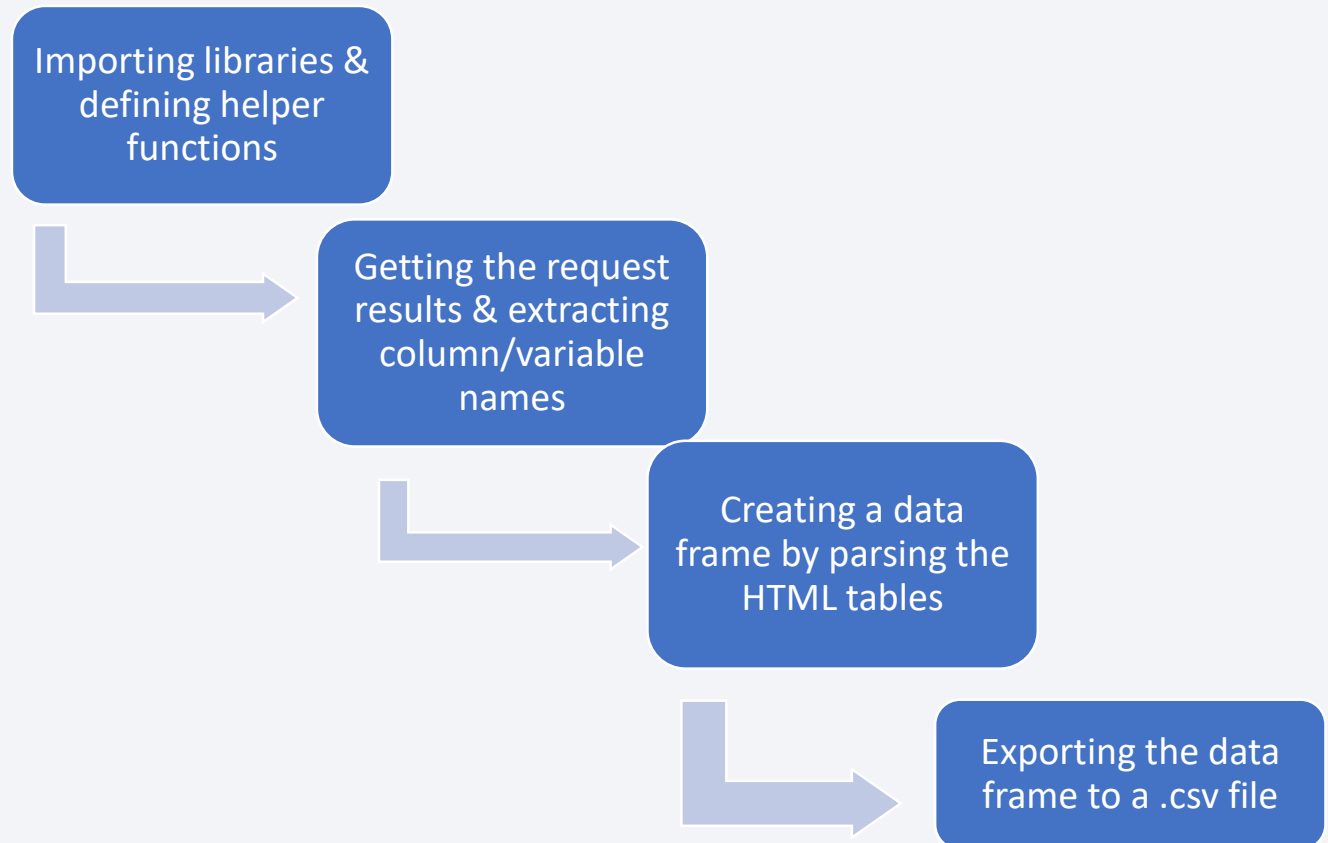 Importing libraries &
defining helper
functions
Getting the request
results & extracting
column/variable
names
Creating a data
frame by parsing the
HTML tables
Exporting the data
frame to a .csv file